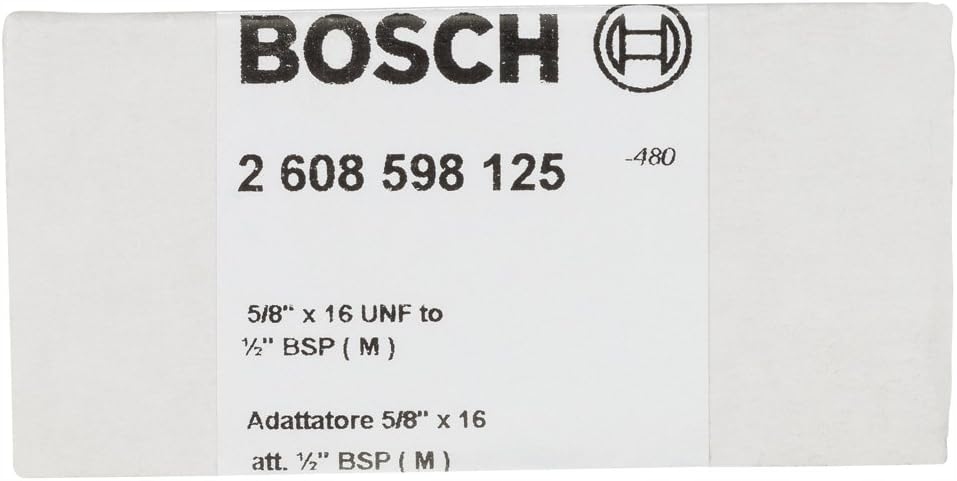 BOSCH
2 608 598 125 -480
5/8" x 16 UNF to
½" BSP ( M )
Adattatore 5/8" x 16
att. ½" BSP ( M )